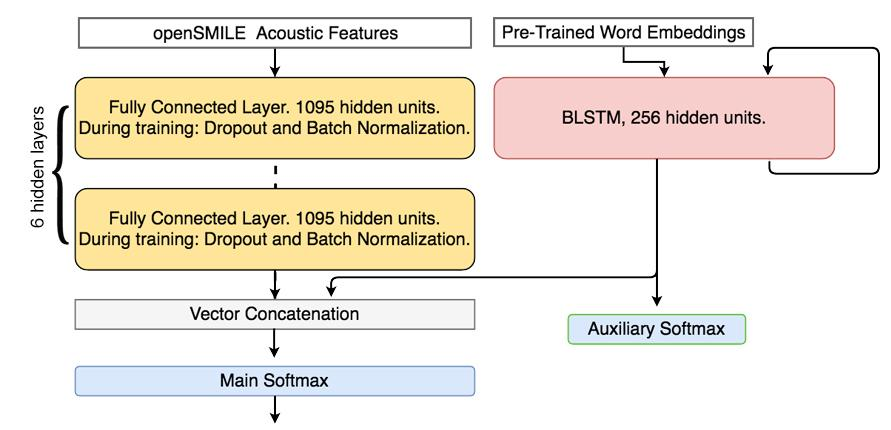 openSMILE Acoustic Features
Pre-Trained Word Embeddings
6 hidden layers
Fully Connected Layer. 1095 hidden units.
During training: Dropout and Batch Normalization.
BLSTM, 256 hidden units.
Fully Connected Layer. 1095 hidden units.
During training: Dropout and Batch Normalization.
Vector Concatenation
Auxiliary Softmax
Main Softmax